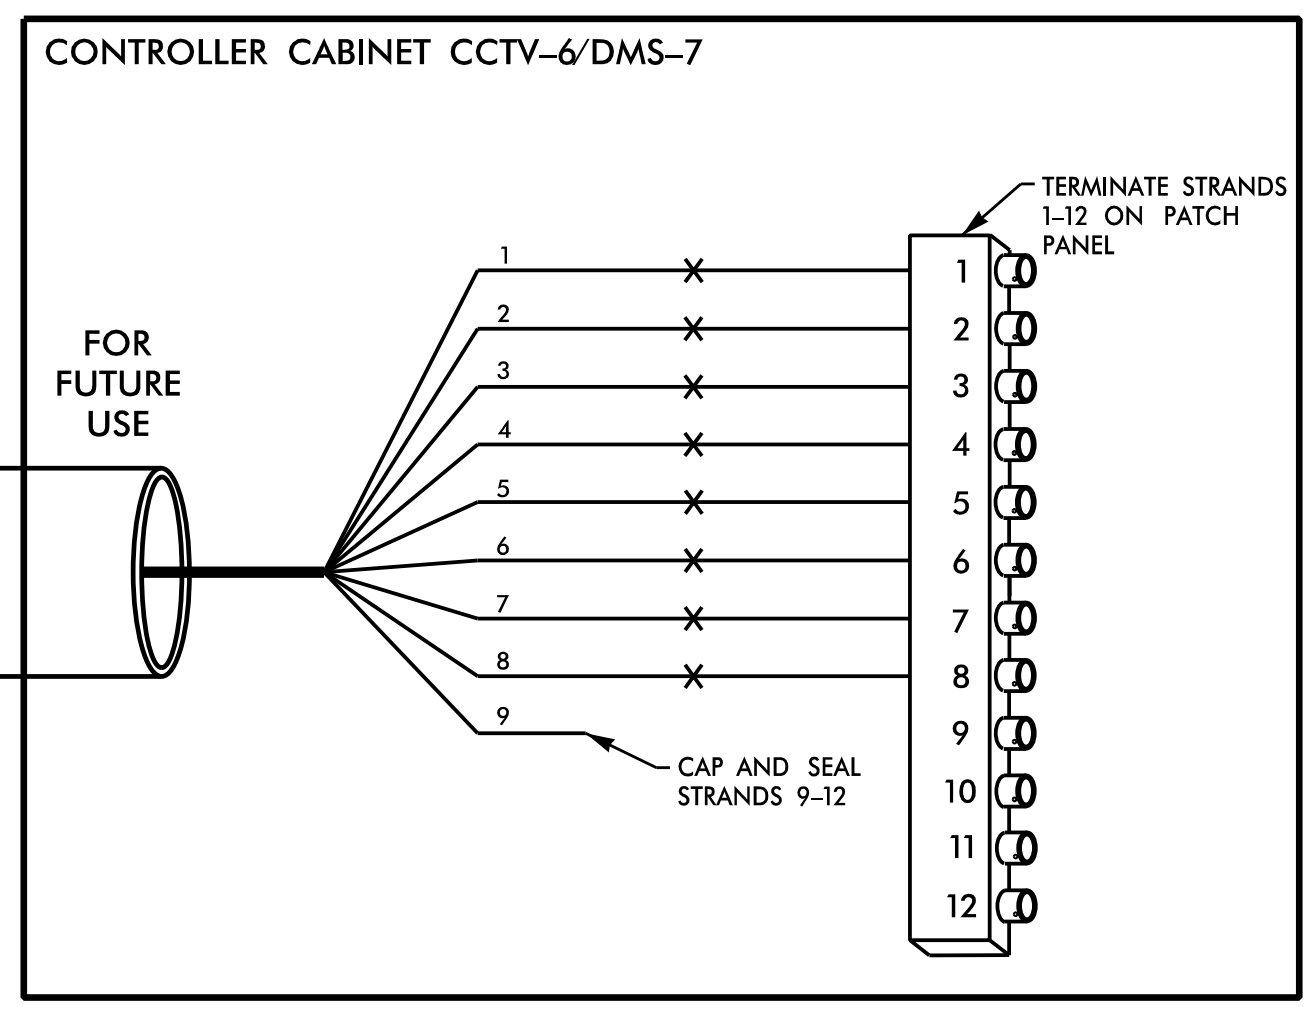 CONTROLLER CABINET CCTV–6/DMS–7
TERMINATE STRANDS
1–12 ON PATCH
PANEL
FOR
FUTURE
USE
1
2
3
4
5
6
7
8
9
CAP AND SEAL
STRANDS 9–12
1
2
3
4
5
6
7
8
9
10
11
12